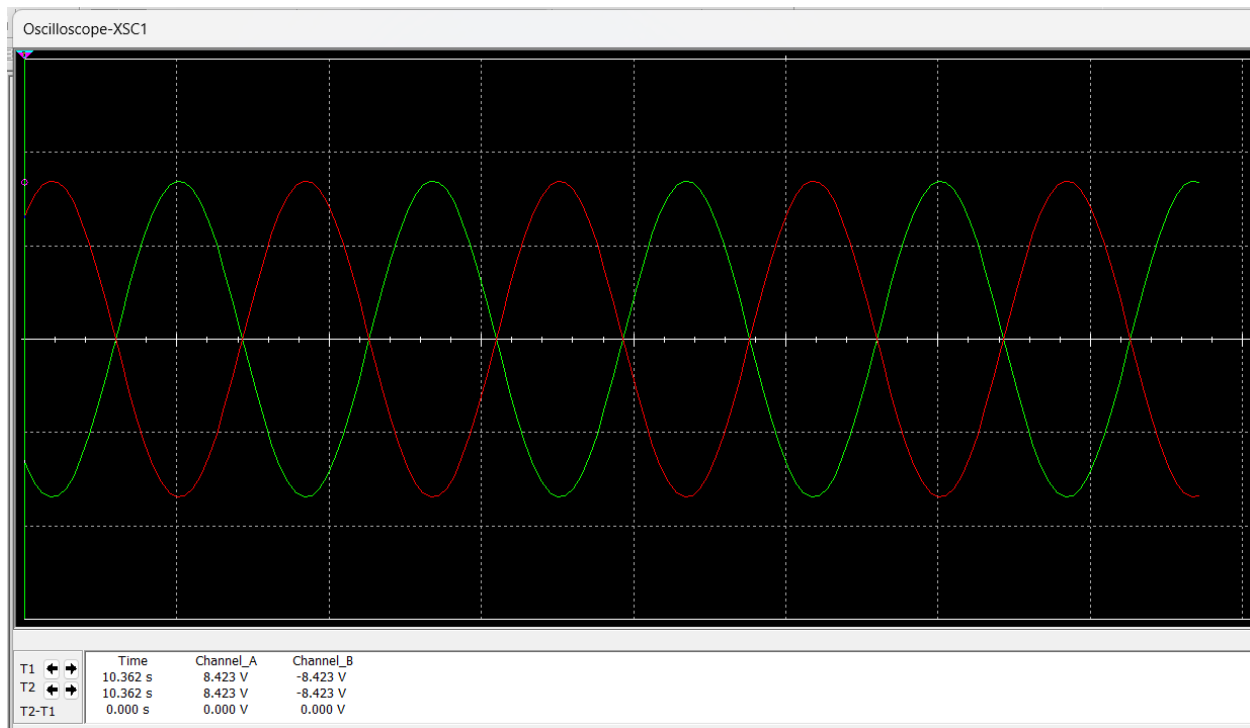 Oscilloscope-XSC1
Time Channel_A Channel_B
T1 10.362 s 8.423 V -8.423 V
T2 10.362 s 8.423 V -8.423 V
T2-T1 0.000 s 0.000 V 0.000 V